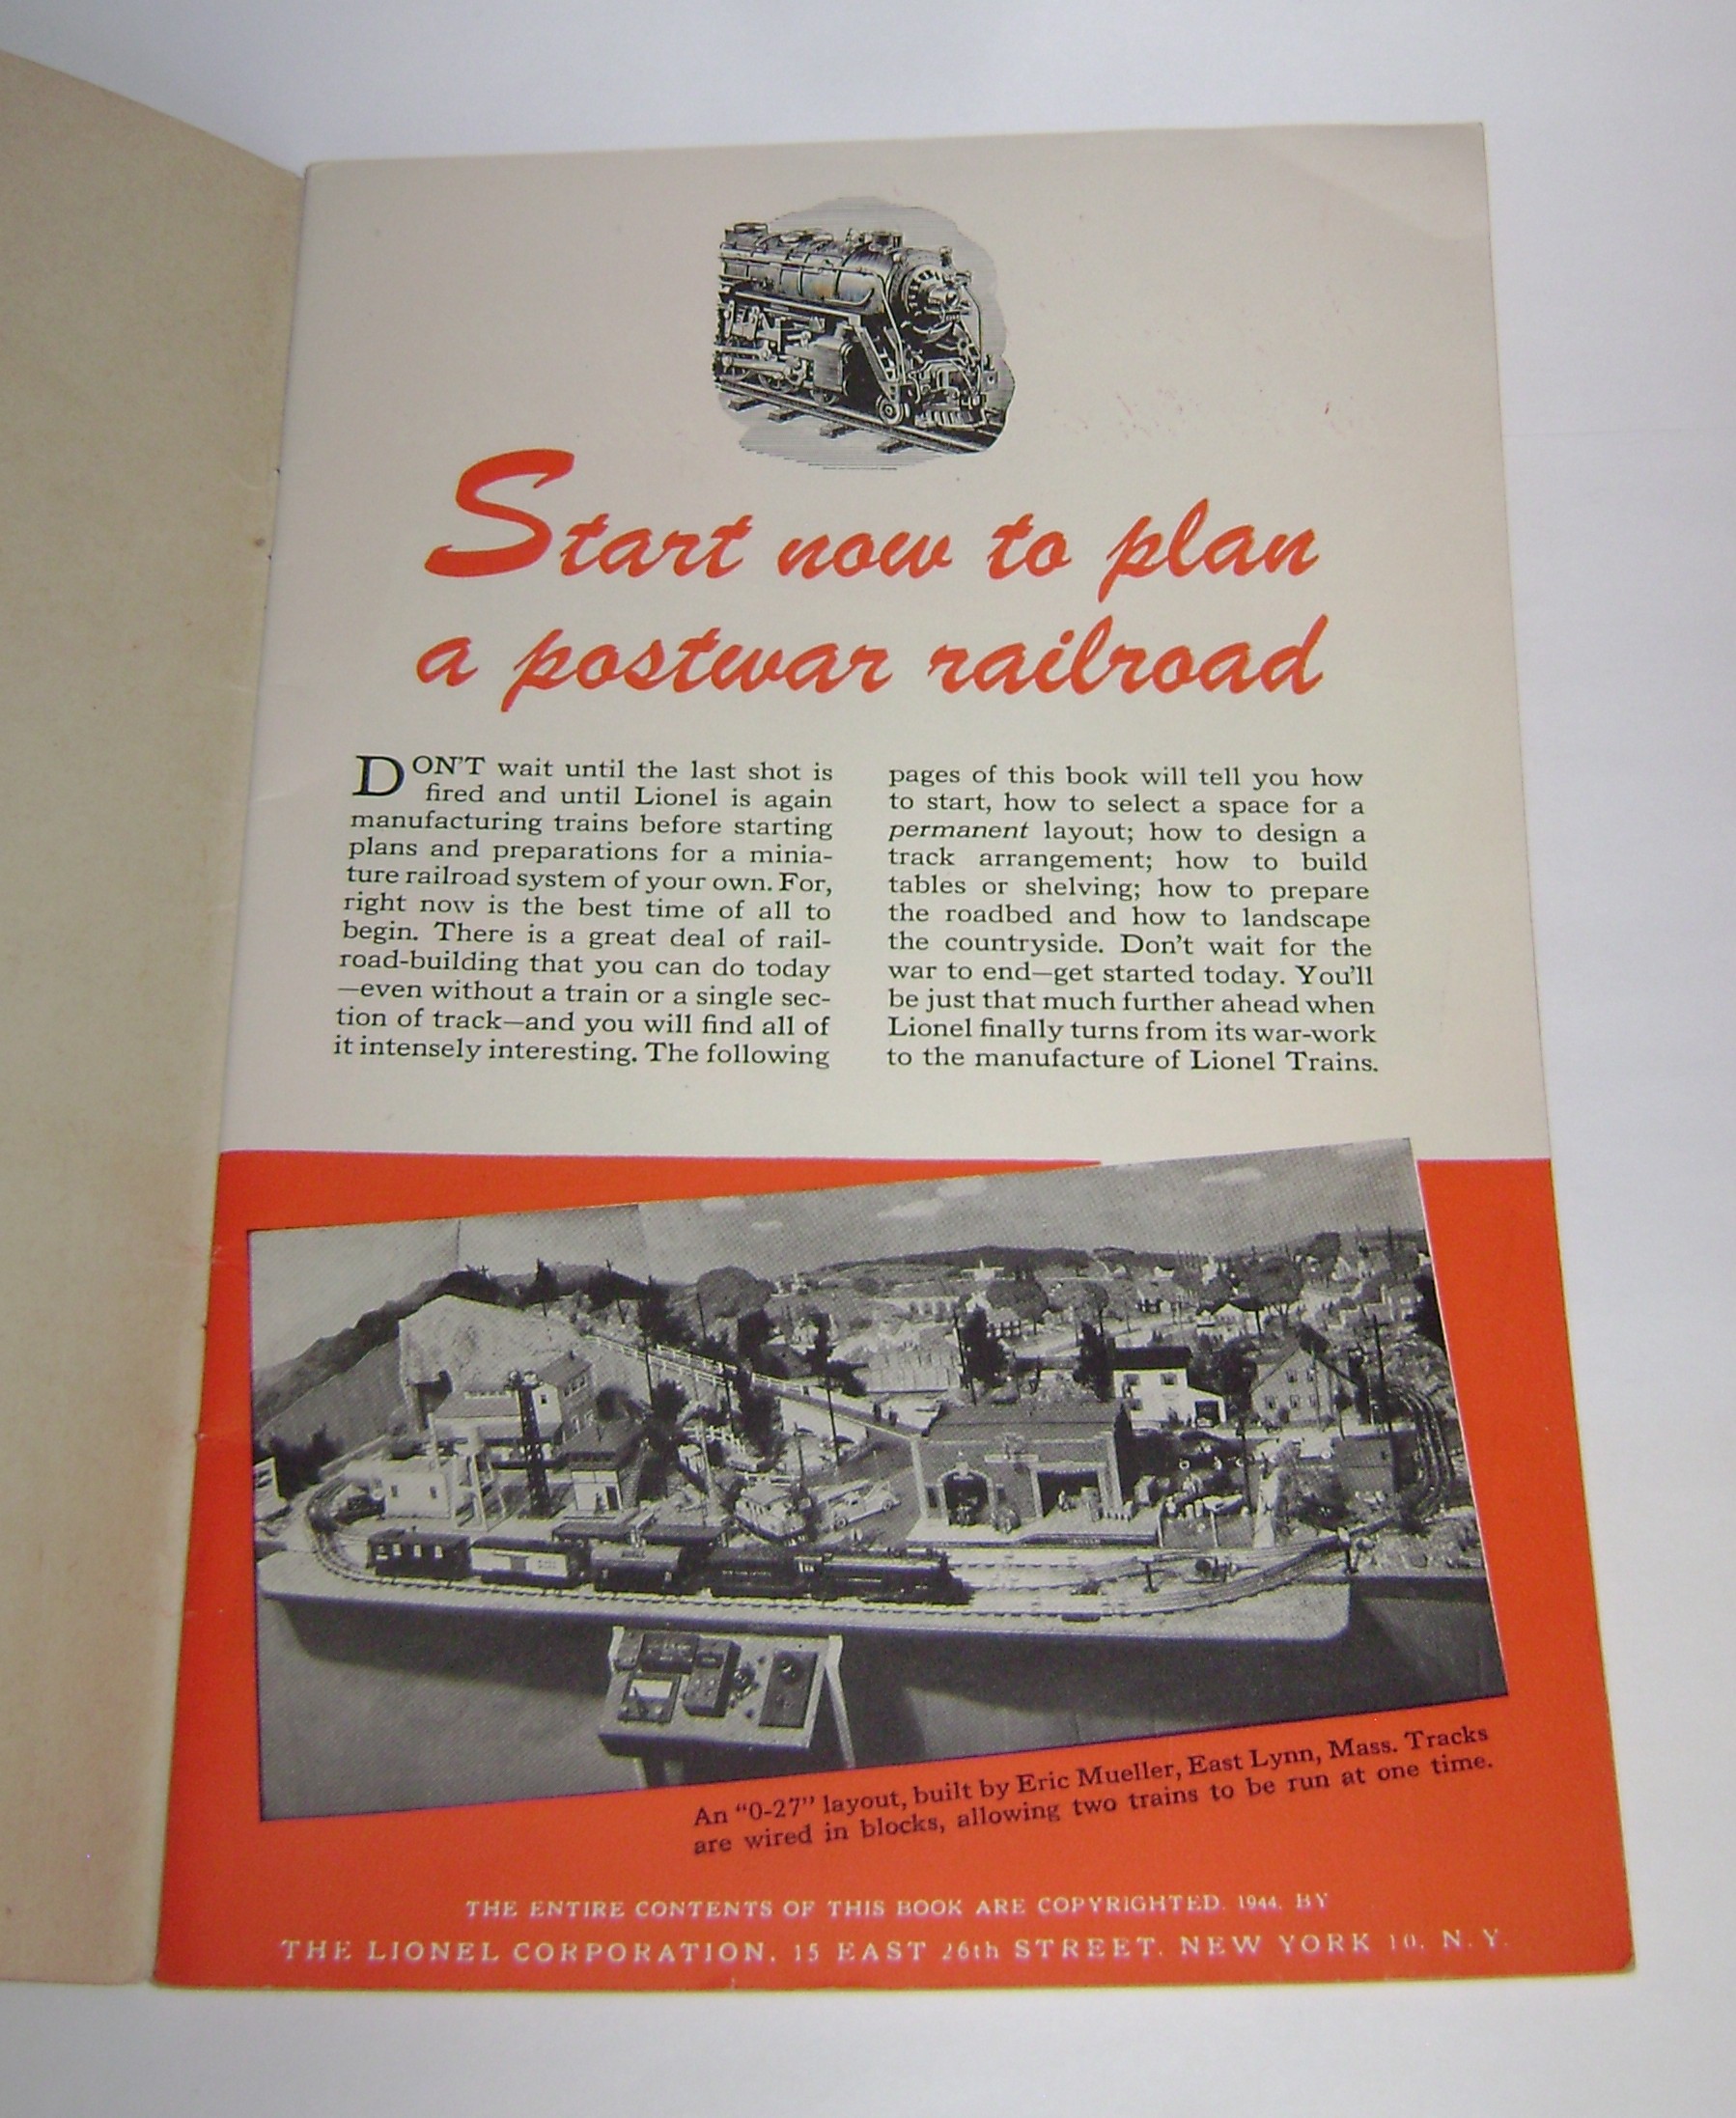 Start now to plan
a postwar railroad
DON'T wait until the last shot is
fired and until Lionel is again
manufacturing trains before starting
plans and preparations for a minia-
ture railroad system of your own. For,
right now is the best time of all to
begin. There is a great deal of rail-
road-building that you can do today
—even without a train or a single sec-
tion of track—and you will find all of
it intensely interesting. The following
pages of this book will tell you how
to start, how to select a space for a
permanent layout; how to design a
track arrangement; how to build
tables or shelving; how to prepare
the roadbed and how to landscape
the countryside. Don't wait for the
war to end—get started today. You'll
be just that much further ahead when
Lionel finally turns from its war-work
to the manufacture of Lionel Trains.
An "0-27" layout, built by Eric Mueller, East Lynn, Mass. Tracks
are wired in blocks, allowing two trains to be run at one time.
THE ENTIRE CONTENTS OF THIS BOOK ARE COPYRIGHTED, 1944, BY
THE LIONEL CORPORATION, 15 EAST 26th STREET, NEW YORK 10, N. Y.